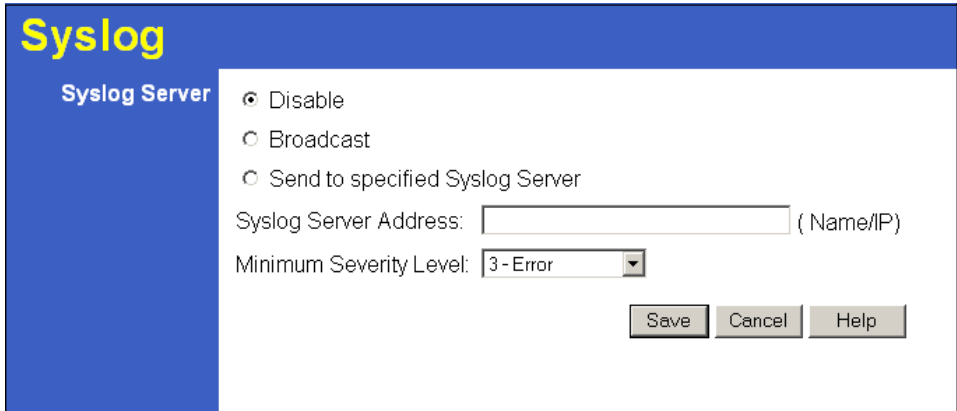 Syslog
Syslog Server
Disable
Broadcast
Send to specified Syslog Server
Syslog Server Address: ( Name/IP)
Minimum Severity Level: 3 - Error
Save Cancel Help